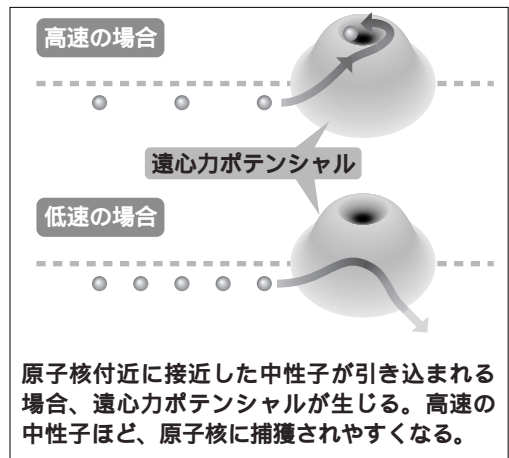 高速の場合
遠心力ポテンシャル
低速の場合
原子核付近に接近した中性子が引き込まれる
場合、遠心力ポテンシャルが生じる。高速の
中性子ほど、原子核に捕獲されやすくなる。